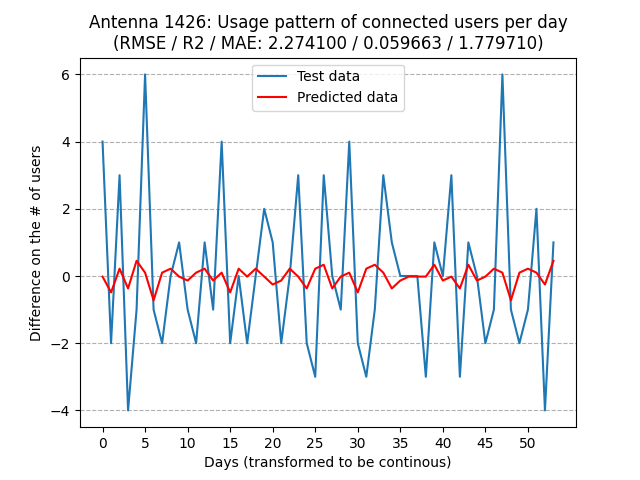 Antenna 1426: Usage pattern of connected users per day
(RMSE / R2 / MAE: 2.274100 / 0.059663 / 1.779710)
Test data
Predicted data
Difference on the # of users
6
4
2
0
−2
−4
0 5 10 15 20 25 30 35 40 45 50
Days (transformed to be continous)